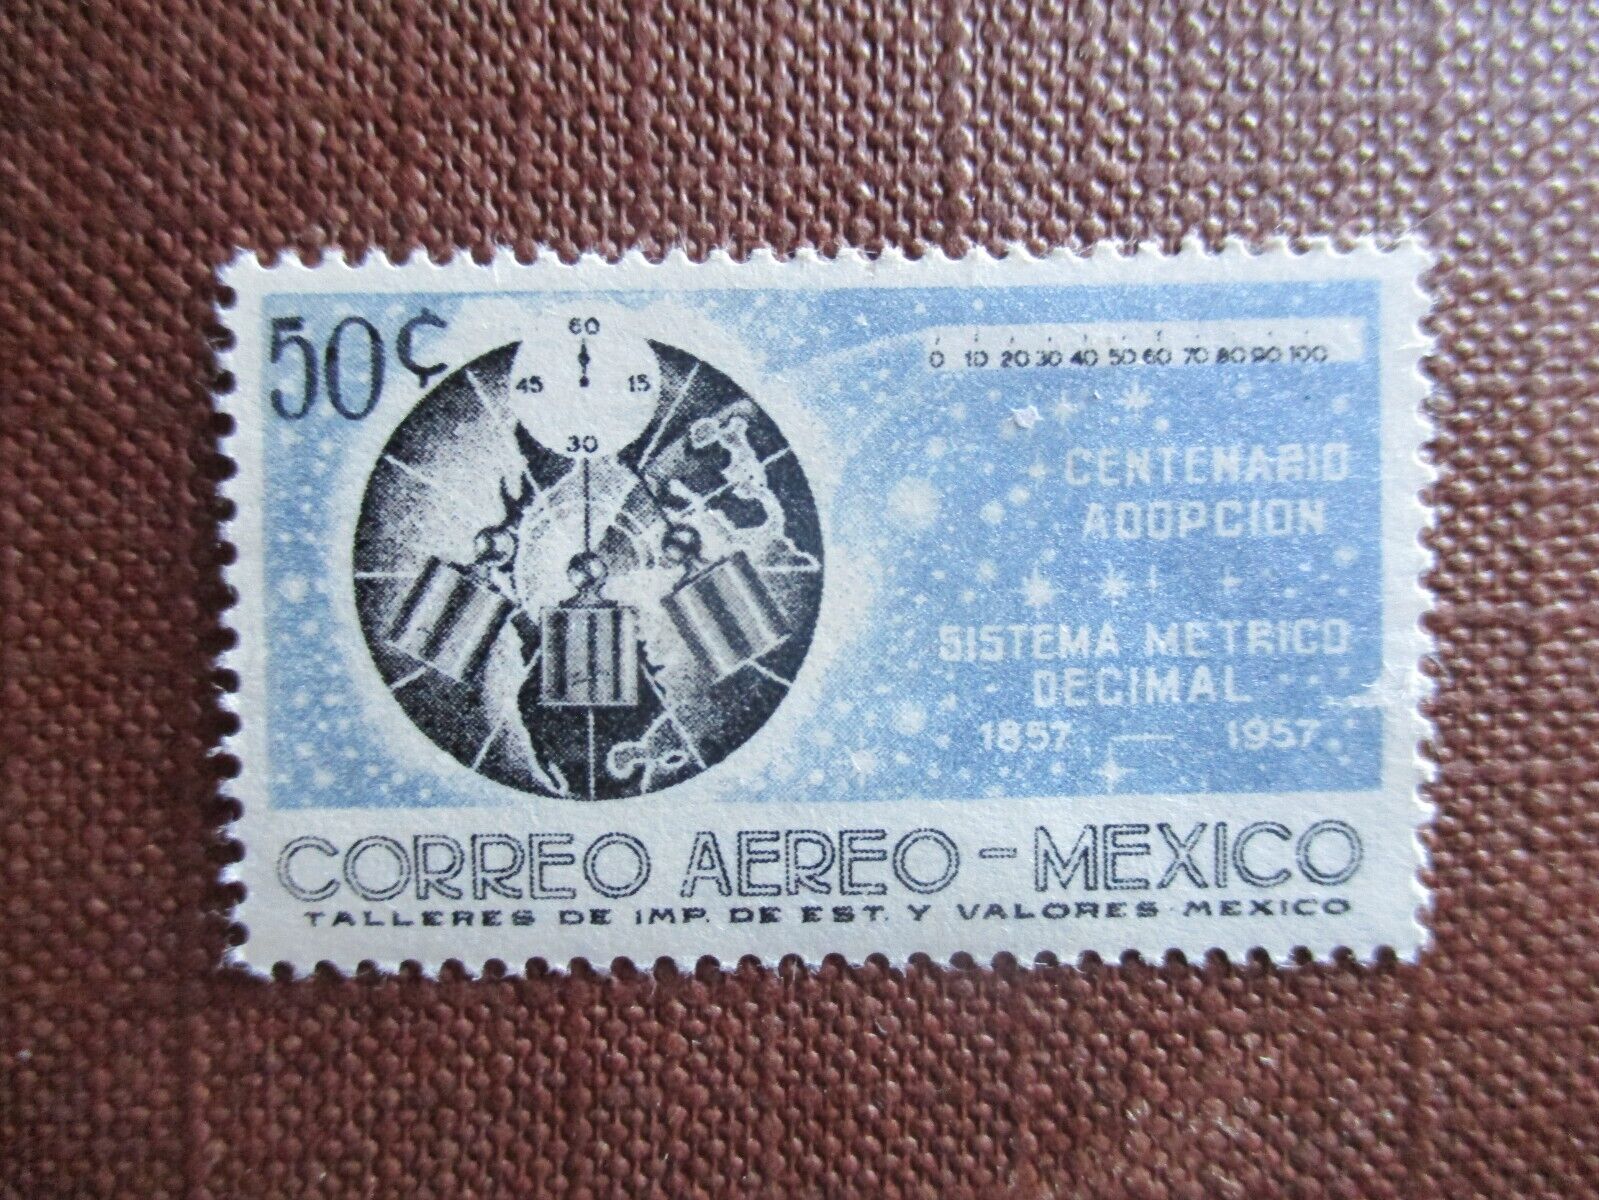 50¢
60
45 15
30
0 10 20 30 40 50 60 70 80 90 100
CENTENARIO
ADOPCION
SISTEMA METRICO
DECIMAL
1857 — 1957
CORREO AEREO - MEXICO
TALLERES DE IMP. DE EST. Y VALORES-MEXICO